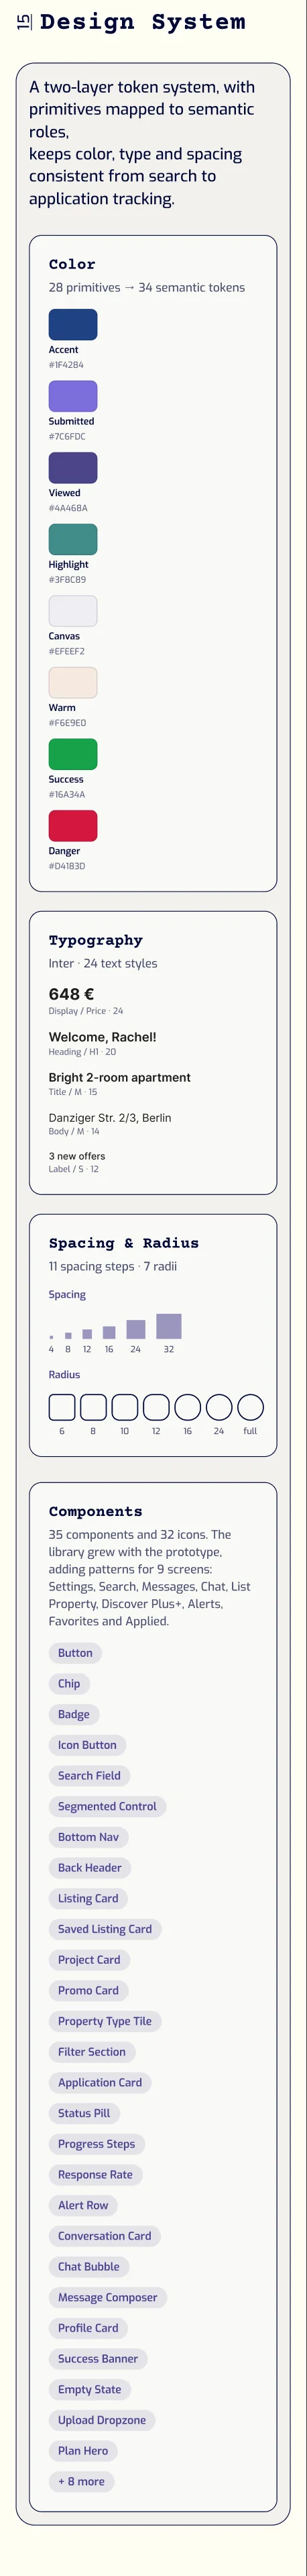 15 Design System
A two-layer token system, with
primitives mapped to semantic
roles,
keeps color, type and spacing
consistent from search to
application tracking.
Color
28 primitives → 34 semantic tokens
Accent
#1F4284
Submitted
#7C6FDC
Viewed
#4A468A
Highlight
#3F8C89
Canvas
#EFEEF2
Warm
#F6E9E0
Success
#16A34A
Danger
#D4183D
Typography
Inter · 24 text styles
648 €
Display / Price · 24
Welcome, Rachel!
Heading / H1 · 20
Bright 2-room apartment
Title / M · 15
Danziger Str. 2/3, Berlin
Body / M · 14
3 new offers
Label / S · 12
Spacing & Radius
11 spacing steps · 7 radii
Spacing
4 8 12 16 24 32
Radius
6 8 10 12 16 24 full
Components
35 components and 32 icons. The
library grew with the prototype,
adding patterns for 9 screens:
Settings, Search, Messages, Chat, List
Property, Discover Plus+, Alerts,
Favorites and Applied.
Button
Chip
Badge
Icon Button
Search Field
Segmented Control
Bottom Nav
Back Header
Listing Card
Saved Listing Card
Project Card
Promo Card
Property Type Tile
Filter Section
Application Card
Status Pill
Progress Steps
Response Rate
Alert Row
Conversation Card
Chat Bubble
Message Composer
Profile Card
Success Banner
Empty State
Upload Dropzone
Plan Hero
+ 8 more